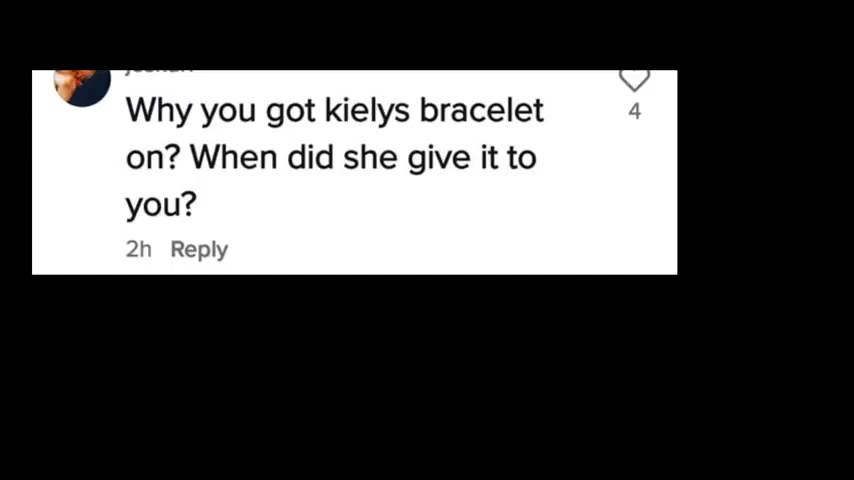 Why you got kielys bracelet
4
on? When did she give it to
you?
2h Reply